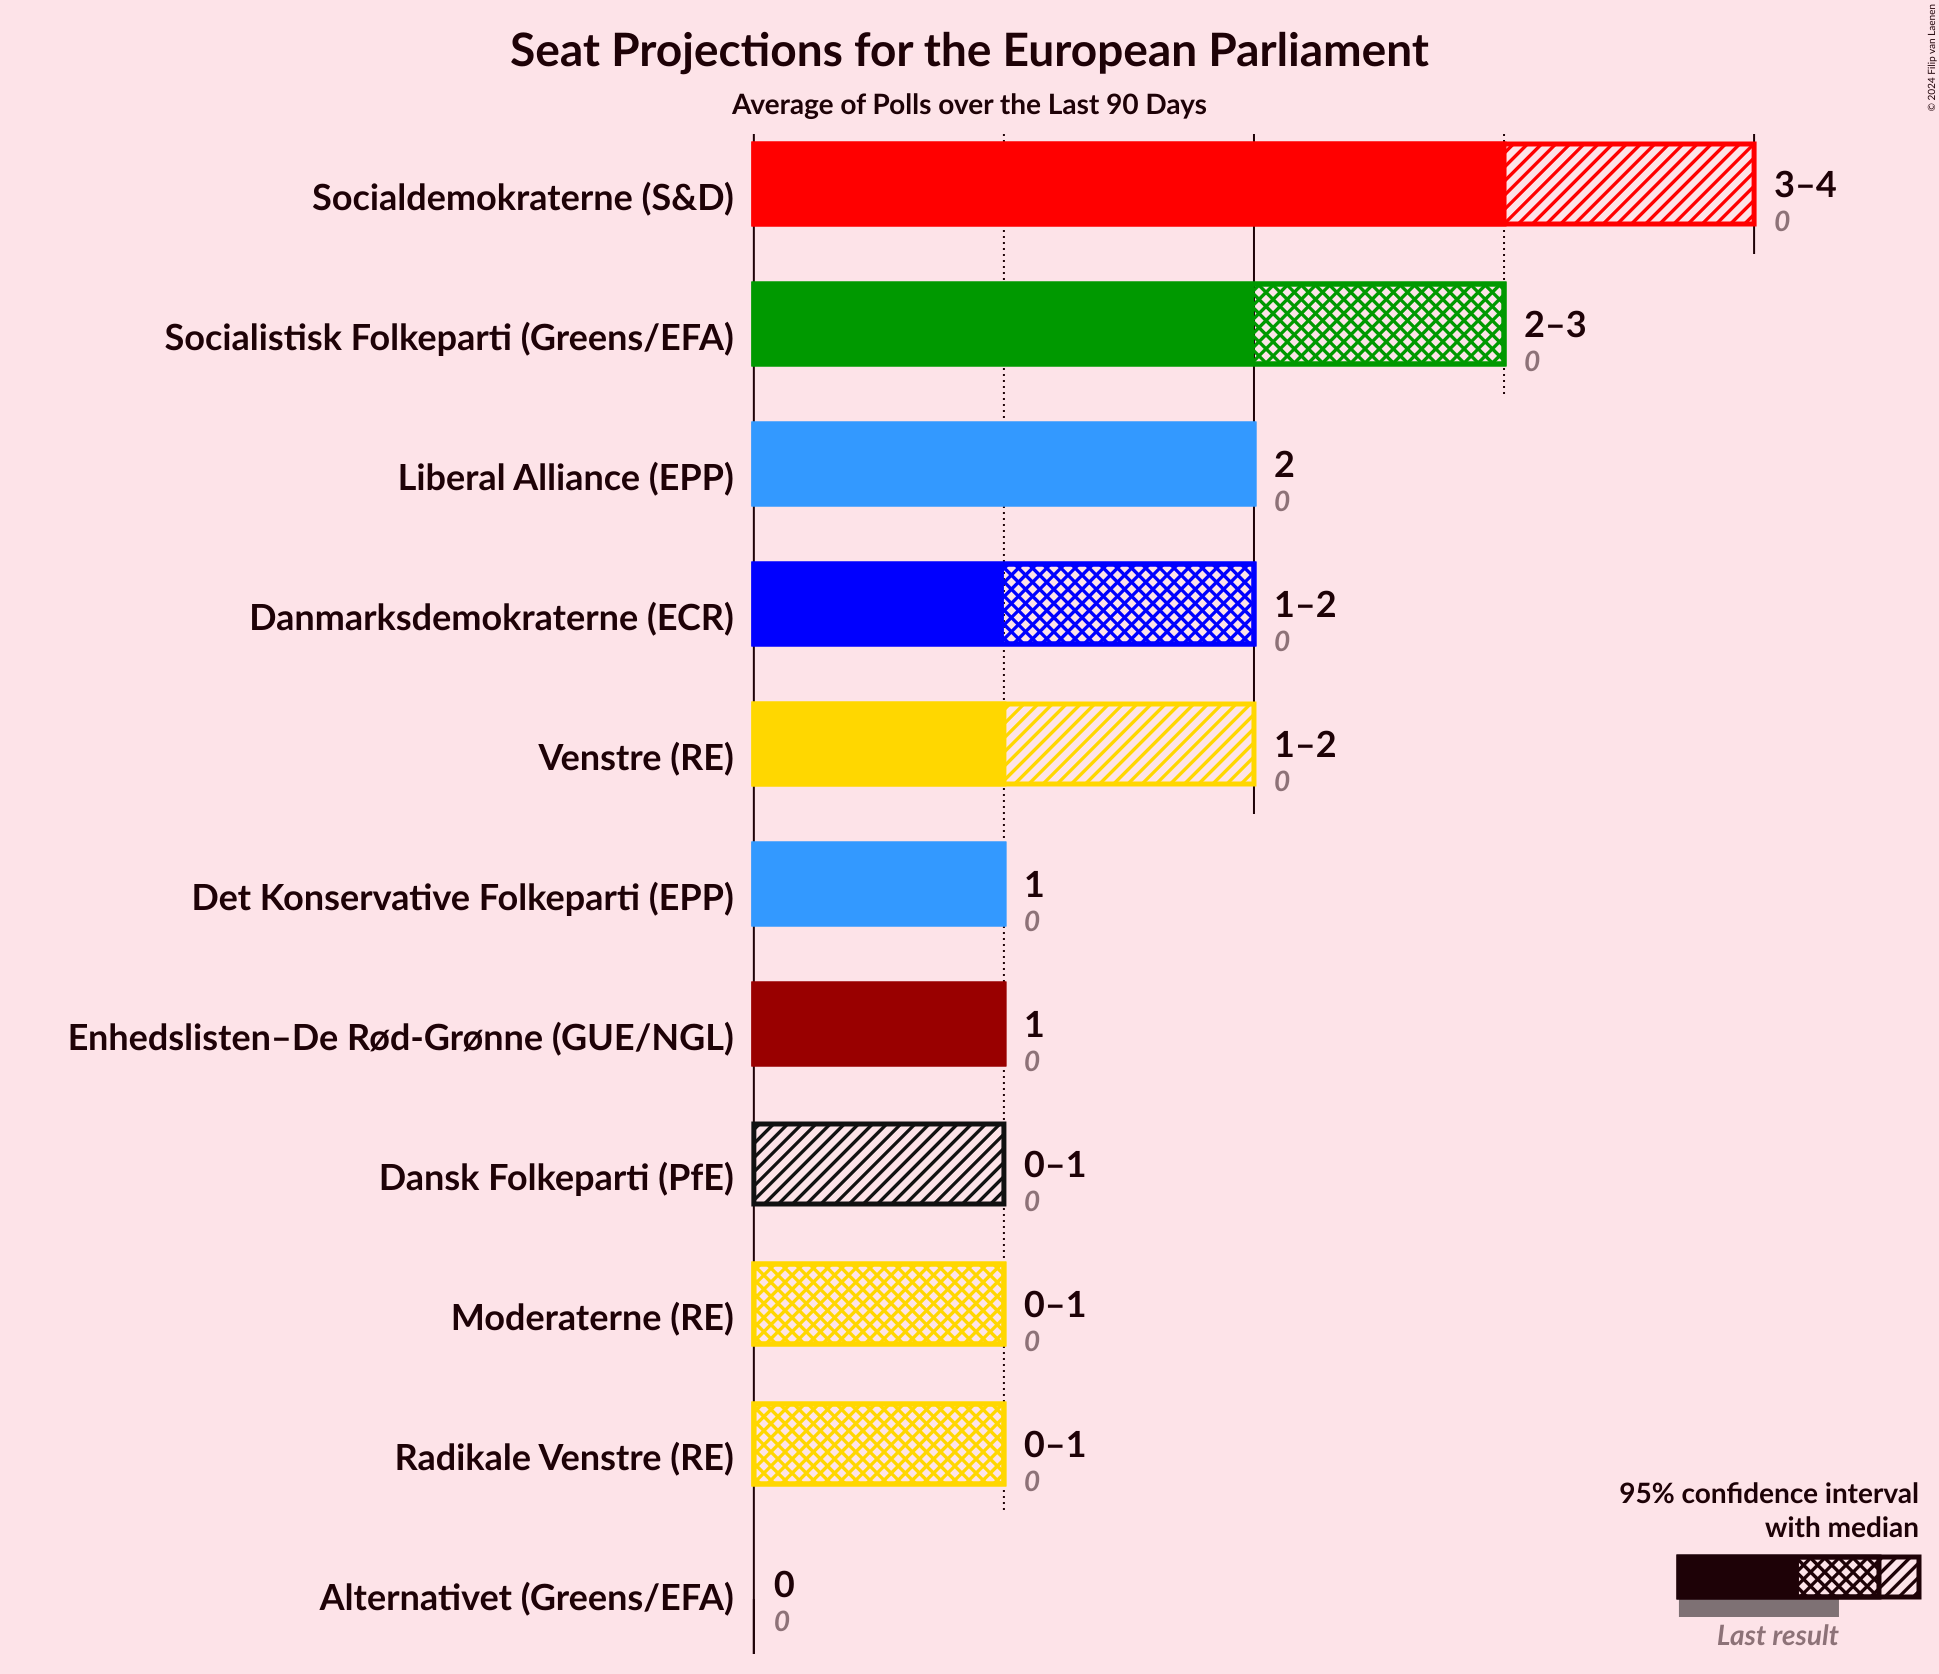 Seat Projections for the European Parliament
Average of Polls over the Last 90 Days
© 2024 Filip van Laenen
Socialdemokraterne (S&D)
3–4
0
Socialistisk Folkeparti (Greens/EFA)
2–3
0
Liberal Alliance (EPP)
2
0
Danmarksdemokraterne (ECR)
1–2
0
Venstre (RE)
1–2
0
Det Konservative Folkeparti (EPP)
1
0
Enhedslisten–De Rød-Grønne (GUE/NGL)
1
0
Dansk Folkeparti (PfE)
0–1
0
Moderaterne (RE)
0–1
0
Radikale Venstre (RE)
0–1
0
Alternativet (Greens/EFA)
0
0
95% confidence interval
with median
Last result